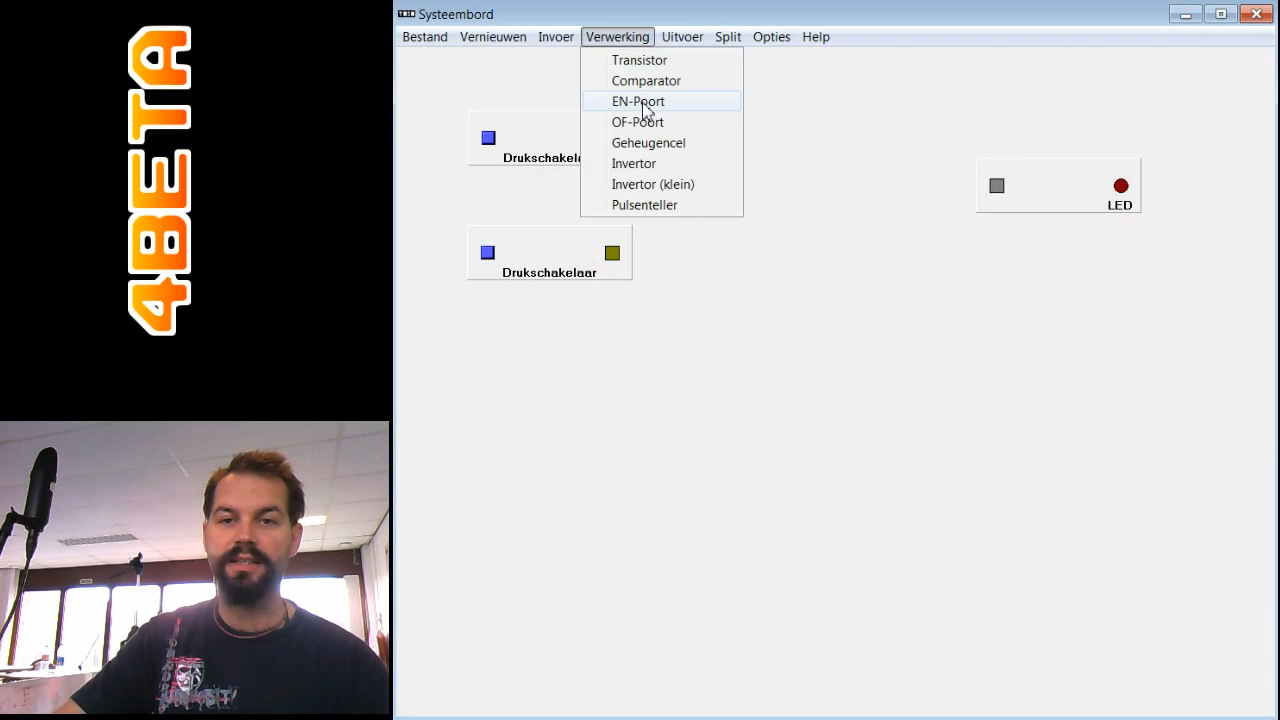 4BETA
Systeembord
Bestand Vernieuwen Invoer Verwerking Uitvoer Split Opties Help
Transistor
Comparator
EN-Poort
OF-Poort
Geheugencel
Invertor
Invertor (klein)
Pulsenteller
Drukschakela
LED
Drukschakelaar